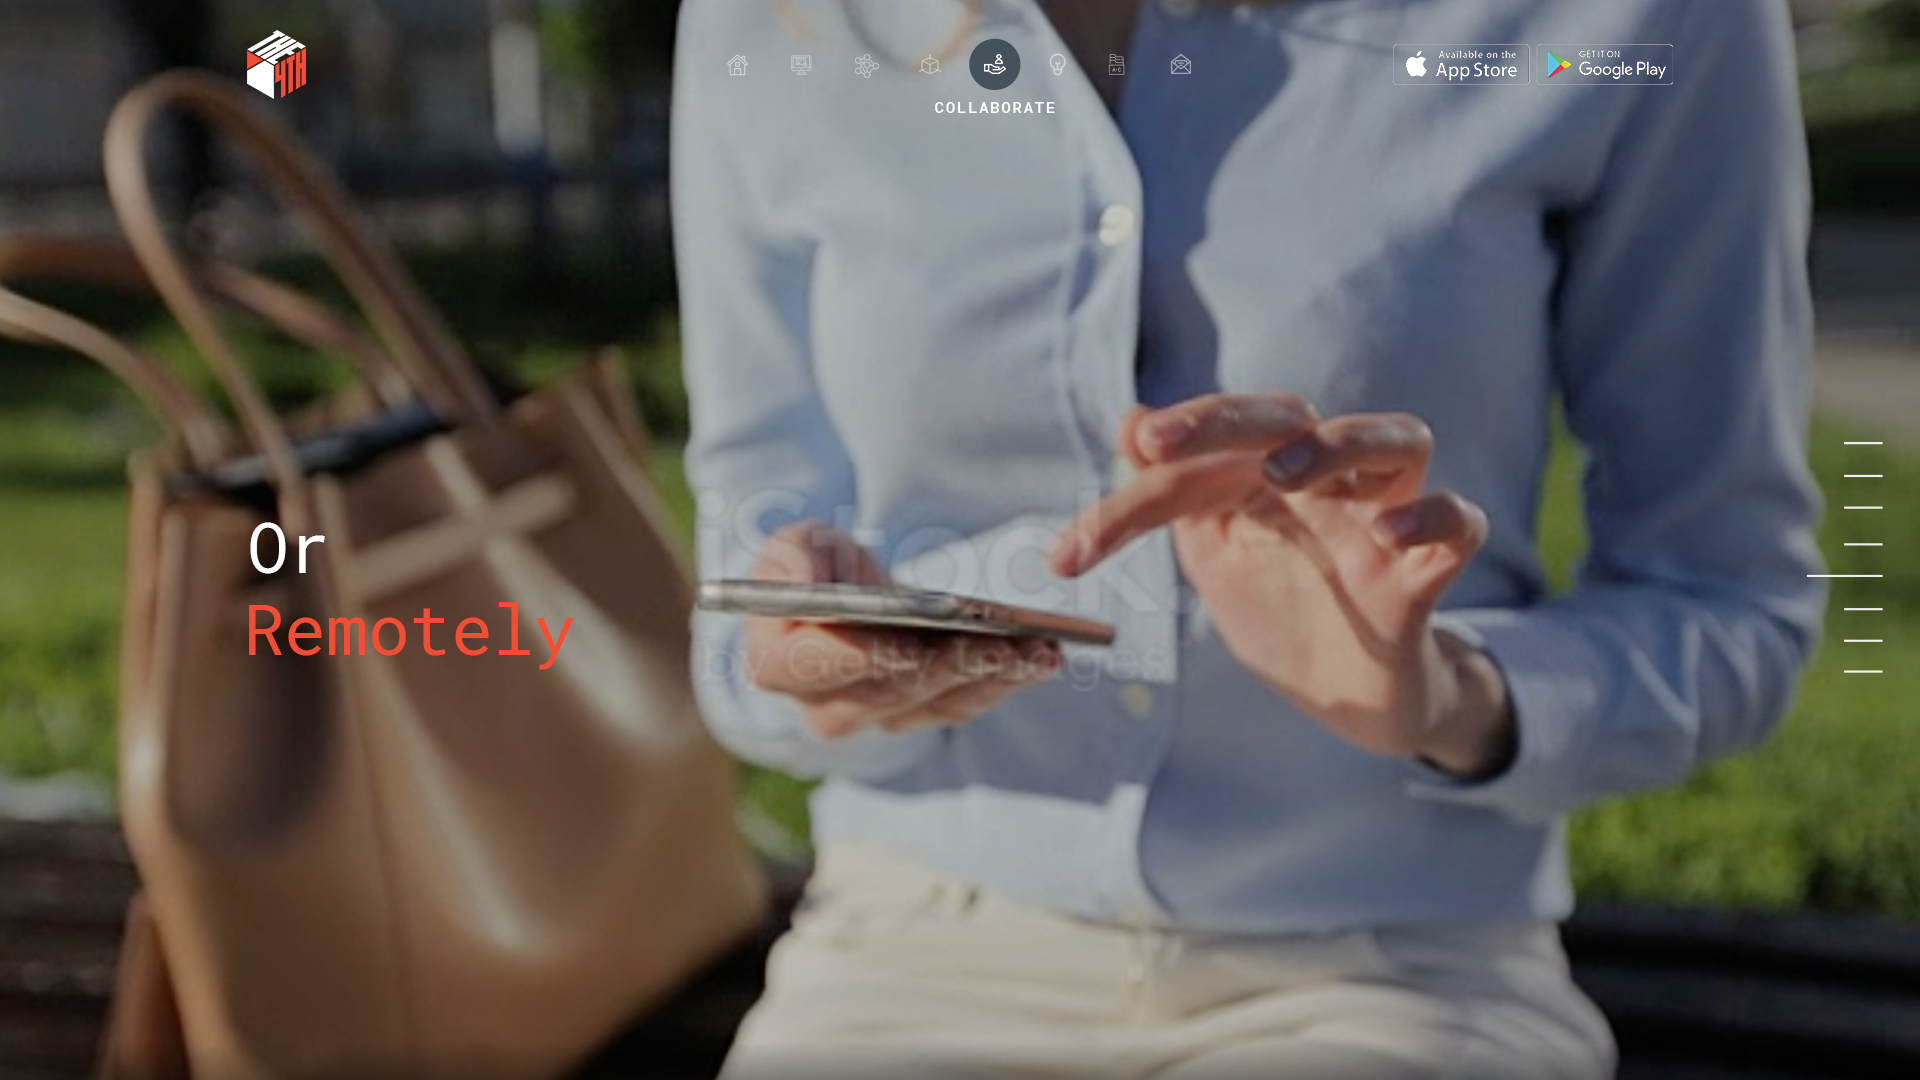 THE
4TH
Available on the
App Store
GET IT ON
Google Play
COLLABORATE
A-C
Or
Remotely
iStock
by Getty Images